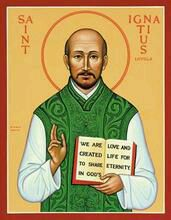 SAINT
IGNATIUS
LOYOLA
WE ARE
CREATED
TO SHARE
IN GOD'S
LOVE AND
LIFE FOR
ETERNITY.